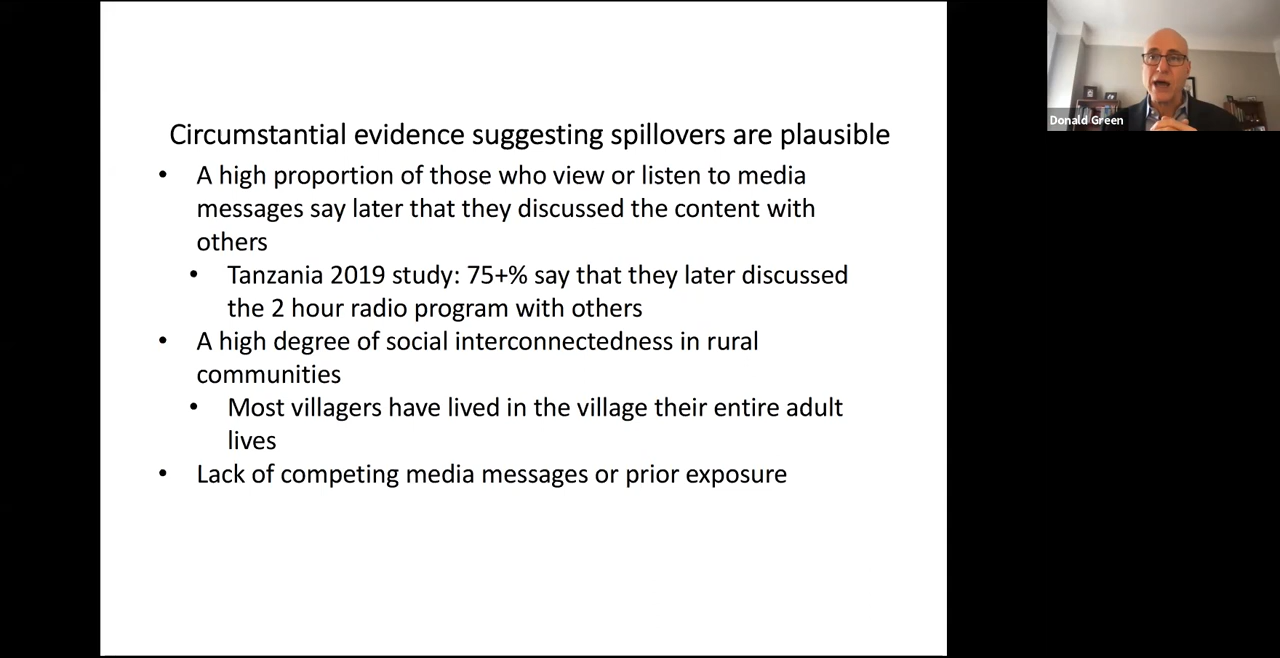 Circumstantial evidence suggesting spillovers are plausible
• A high proportion of those who view or listen to media
messages say later that they discussed the content with
others
• Tanzania 2019 study: 75+% say that they later discussed
the 2 hour radio program with others
• A high degree of social interconnectedness in rural
communities
• Most villagers have lived in the village their entire adult
lives
• Lack of competing media messages or prior exposure
Donald Green